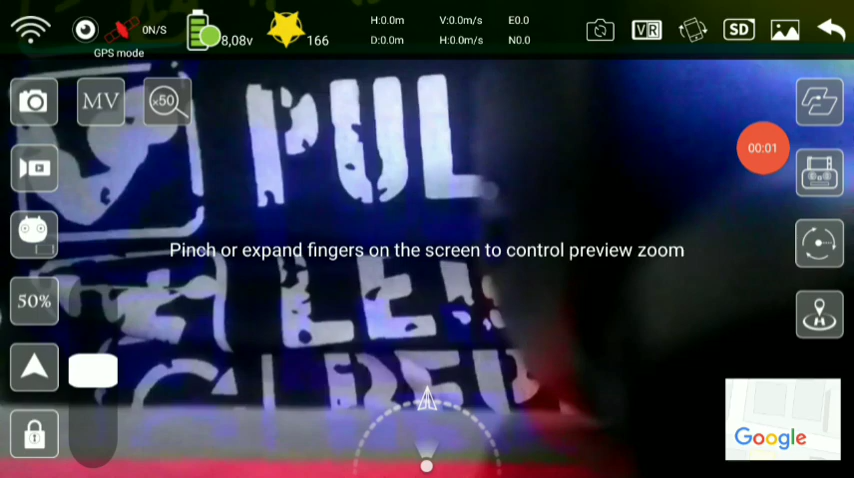 0N/S
GPS mode
8,08v
166
H:0.0m V:0.0m/s E0.0
D:0.0m H:0.0m/s N0.0
VR
SD
MV
x50
PUL
00:01
Pinch or expand fingers on the screen to control preview zoom
50%
Google